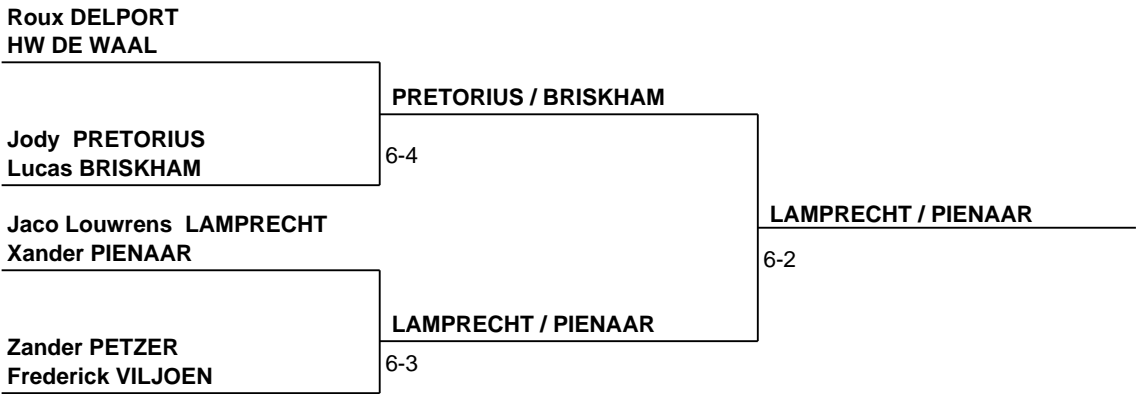 Roux DELPORT
HW DE WAAL
PRETORIUS / BRISKHAM
Jody  PRETORIUS
Lucas BRISKHAM
6-4
Jaco Louwrens  LAMPRECHT
Xander PIENAAR
LAMPRECHT / PIENAAR
6-2
LAMPRECHT / PIENAAR
Zander PETZER
Frederick VILJOEN
6-3